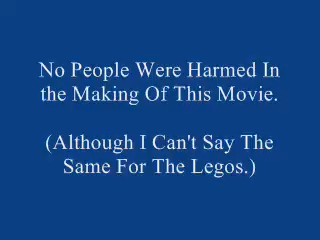 No People Were Harmed In
the Making Of This Movie.
(Although I Can't Say The
Same For The Legos.)